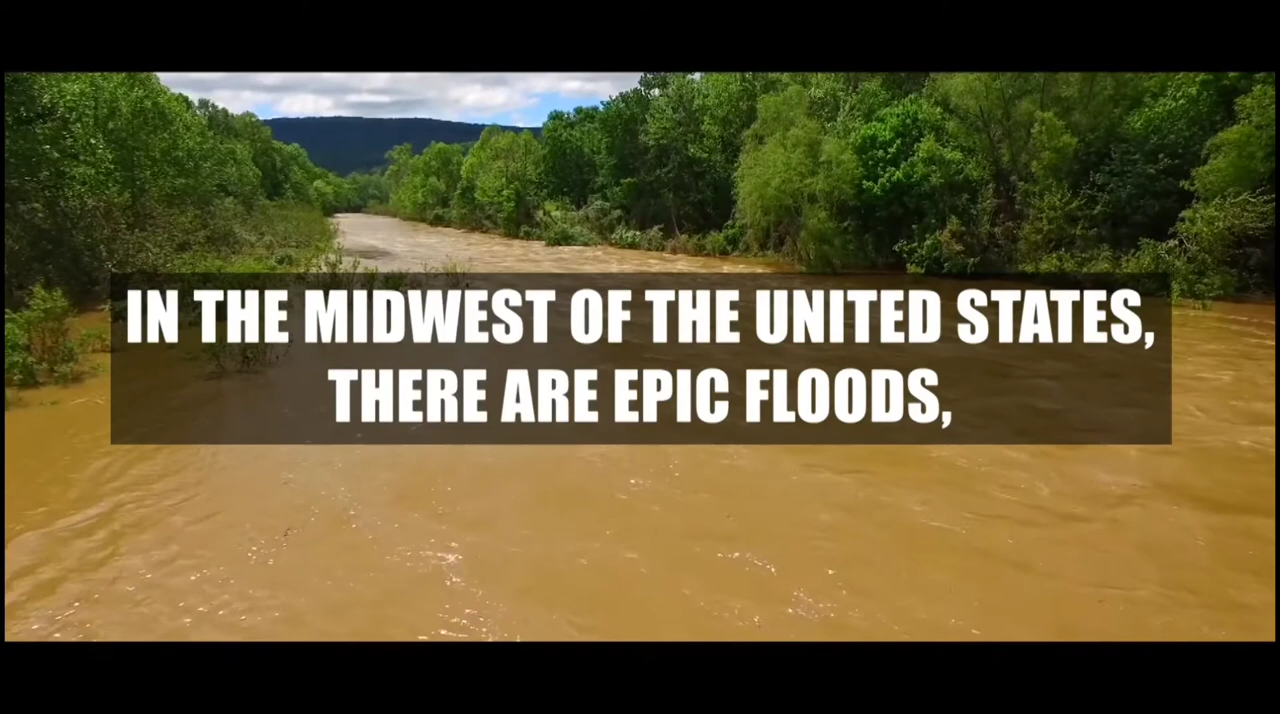 IN THE MIDWEST OF THE UNITED STATES,
THERE ARE EPIC FLOODS,